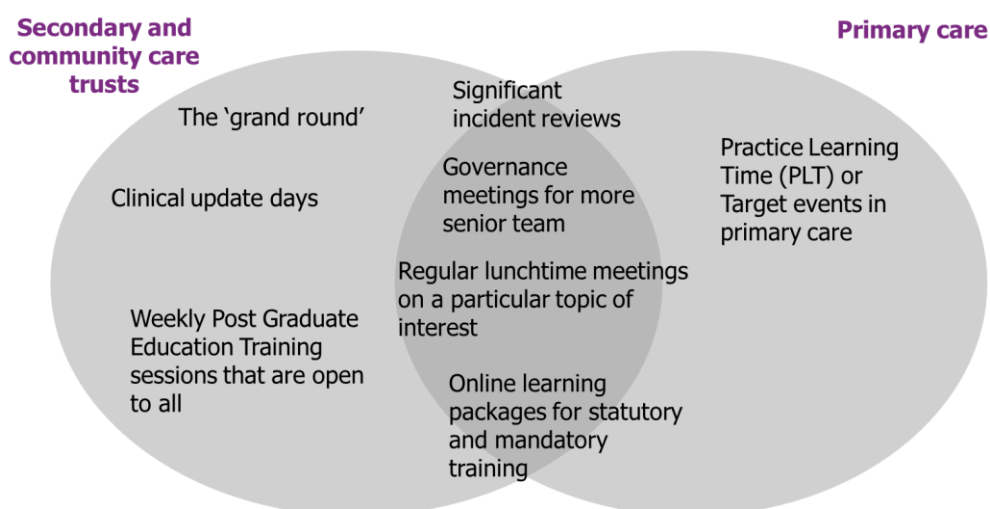 Secondary and
community care
trusts
Primary care
The ‘grand round’
Clinical update days
Weekly Post Graduate
Education Training
sessions that are open
to all
Significant
incident reviews
Governance
meetings for more
senior team
Regular lunchtime meetings
on a particular topic of
interest
Online learning
packages for statutory
and mandatory
training
Practice Learning
Time (PLT) or
Target events in
primary care